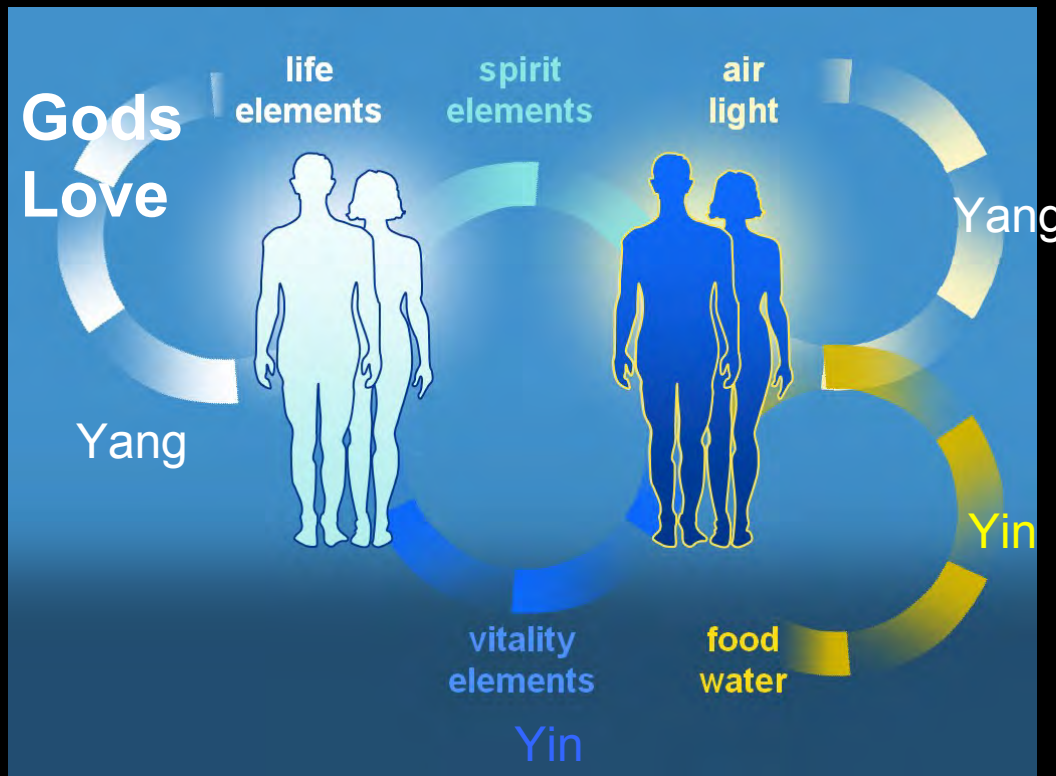 life
elements
spirit
elements
air
light
Gods
Love
Yang
Yang
Yin
vitality
elements
food
water
Yin